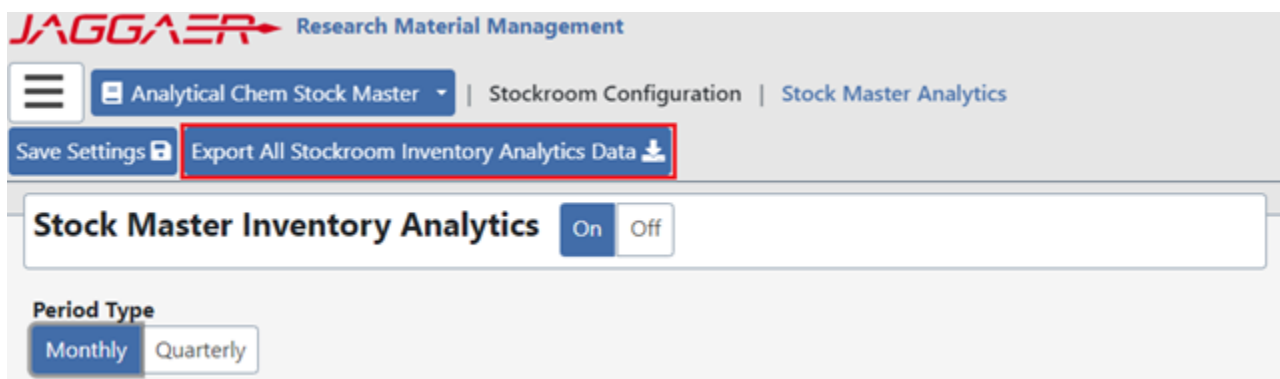 JAGGAER Research Material Management
Analytical Chem Stock Master | Stockroom Configuration | Stock Master Analytics
Save Settings Export All Stockroom Inventory Analytics Data
Stock Master Inventory Analytics On Off
Period Type
Monthly Quarterly